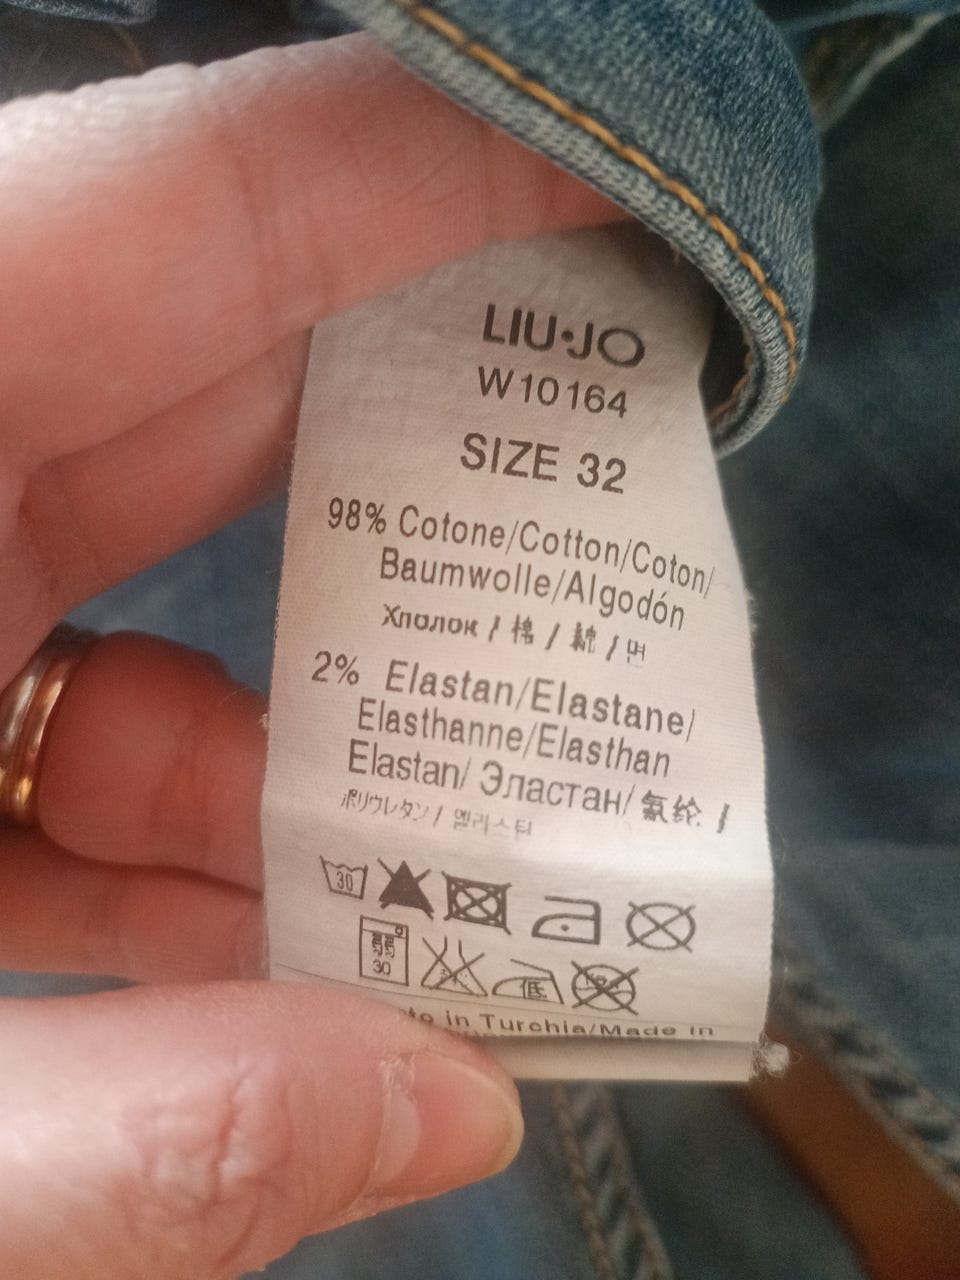 LIU·JO
W10164
SIZE 32
98% Cotone/Cotton/Coton/
Baumwolle/Algodón
Хлопок / 棉 / 綿 / 면
2% Elastan/Elastane/
Elasthanne/Elasthan
Elastan/ Эластан/ 氨纶 /
ポリウレタン / 엘라스틴
30
弱
30
低
in Turchia/Made in